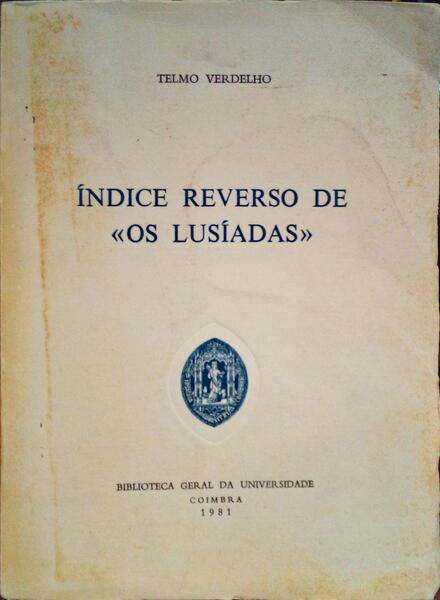 TELMO VERDELHO
ÍNDICE REVERSO DE
«OS LUSÍADAS»
BIBLIOTECA GERAL DA UNIVERSIDADE
COIMBRA
1981